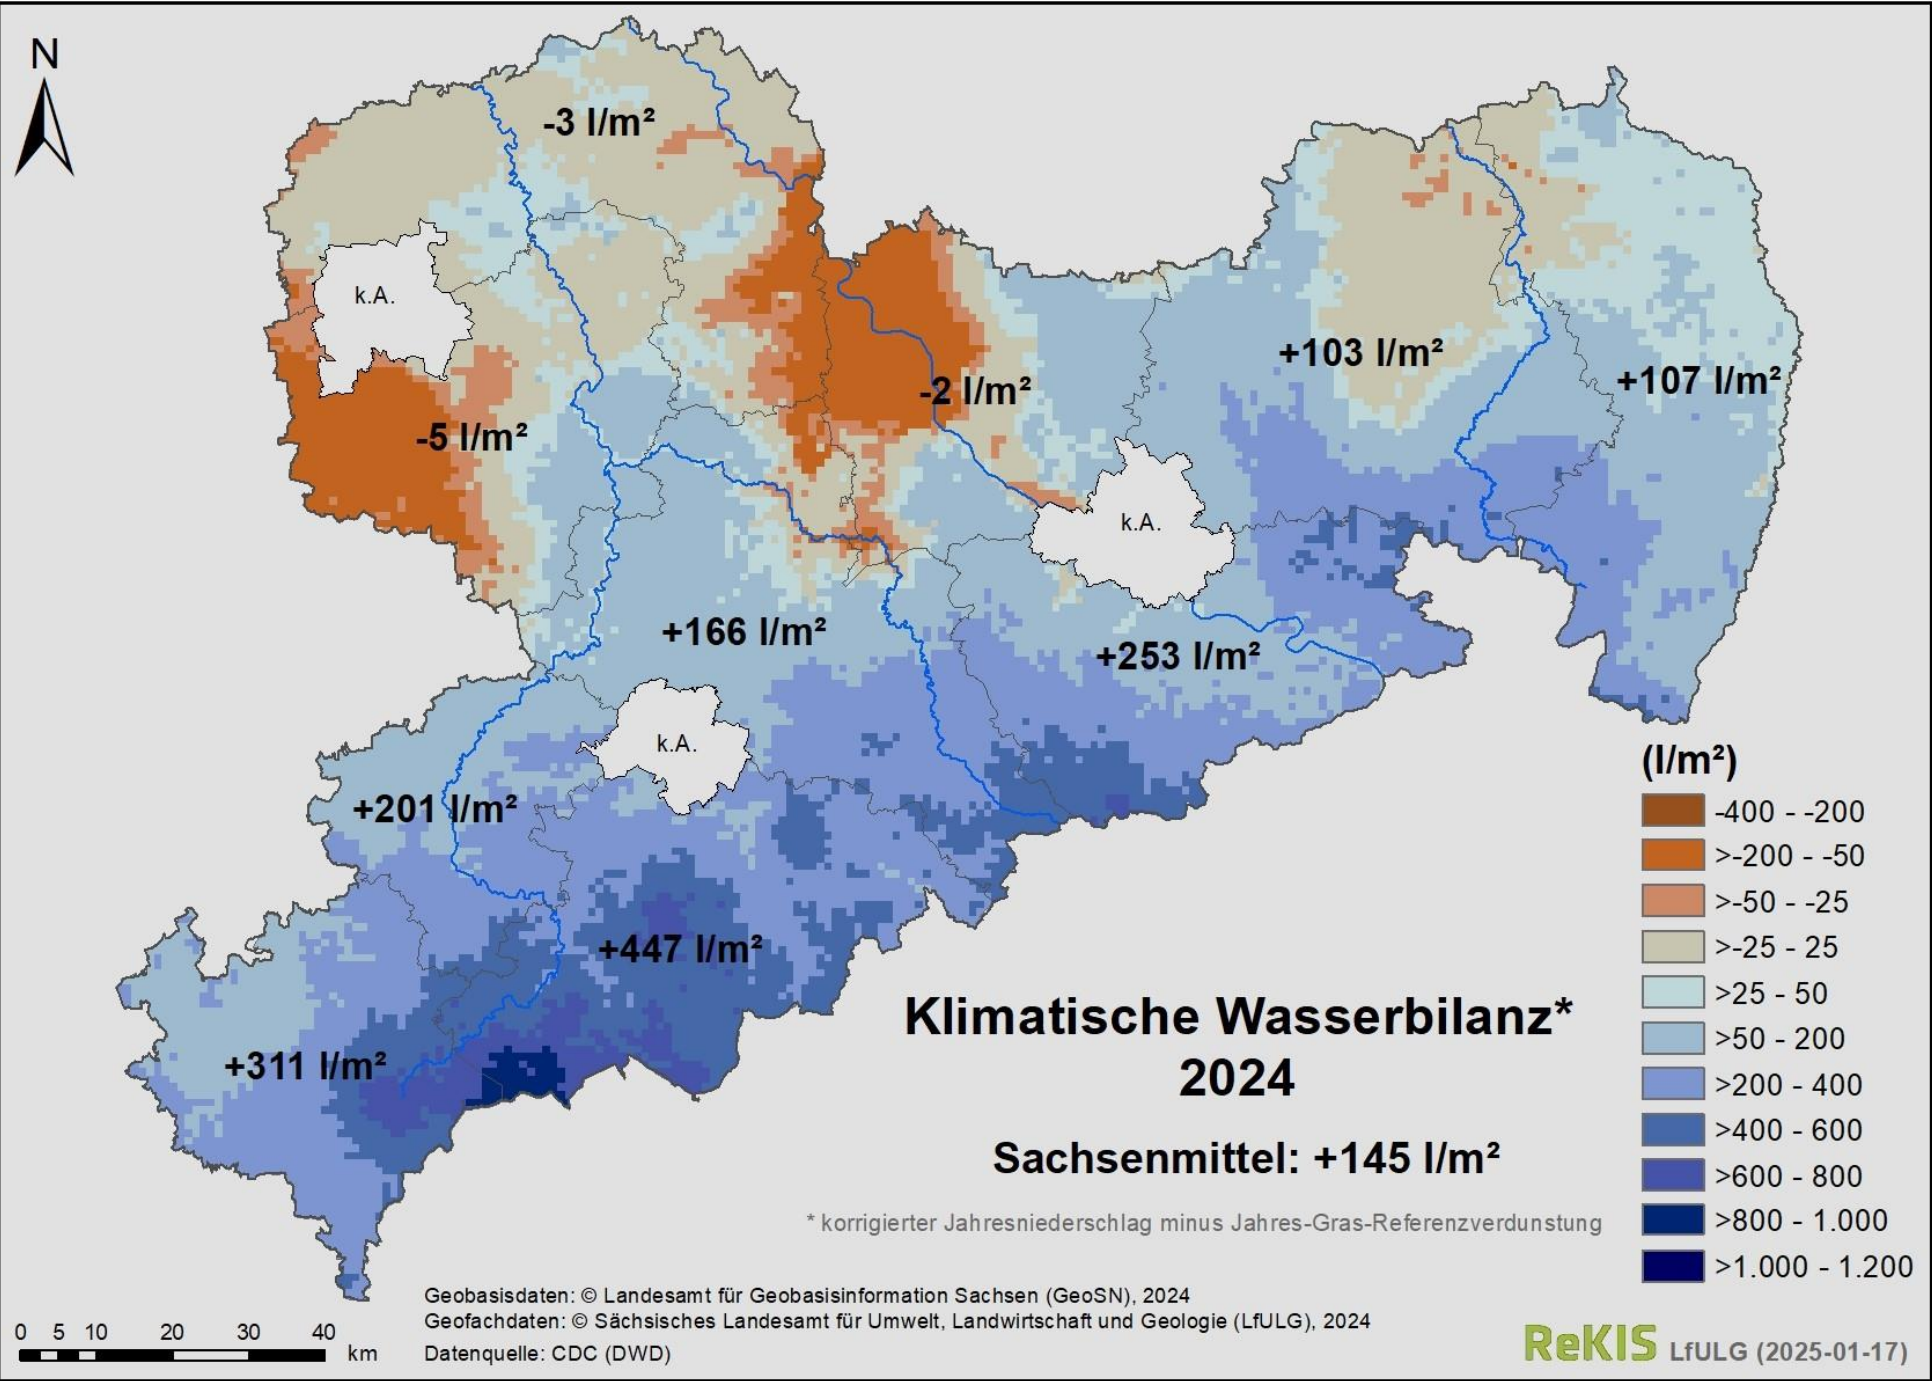 N
-3 l/m²
k.A.
-2 l/m²
+103 l/m²
+107 l/m²
-5 l/m²
k.A.
+166 l/m²
+253 l/m²
k.A.
+201 l/m²
+447 l/m²
+311 l/m²
(l/m²)
-400 - -200
>-200 - -50
>-50 - -25
>-25 - 25
>25 - 50
>50 - 200
>200 - 400
>400 - 600
>600 - 800
>800 - 1.000
>1.000 - 1.200
Klimatische Wasserbilanz*
2024
Sachsenmittel: +145 l/m²
* korrigierter Jahresniederschlag minus Jahres-Gras-Referenzverdunstung
Geobasisdaten: © Landesamt für Geobasisinformation Sachsen (GeoSN), 2024
Geofachdaten: © Sächsisches Landesamt für Umwelt, Landwirtschaft und Geologie (LfULG), 2024
Datenquelle: CDC (DWD)
0 5 10 20 30 40
km
ReKIS LfULG (2025-01-17)